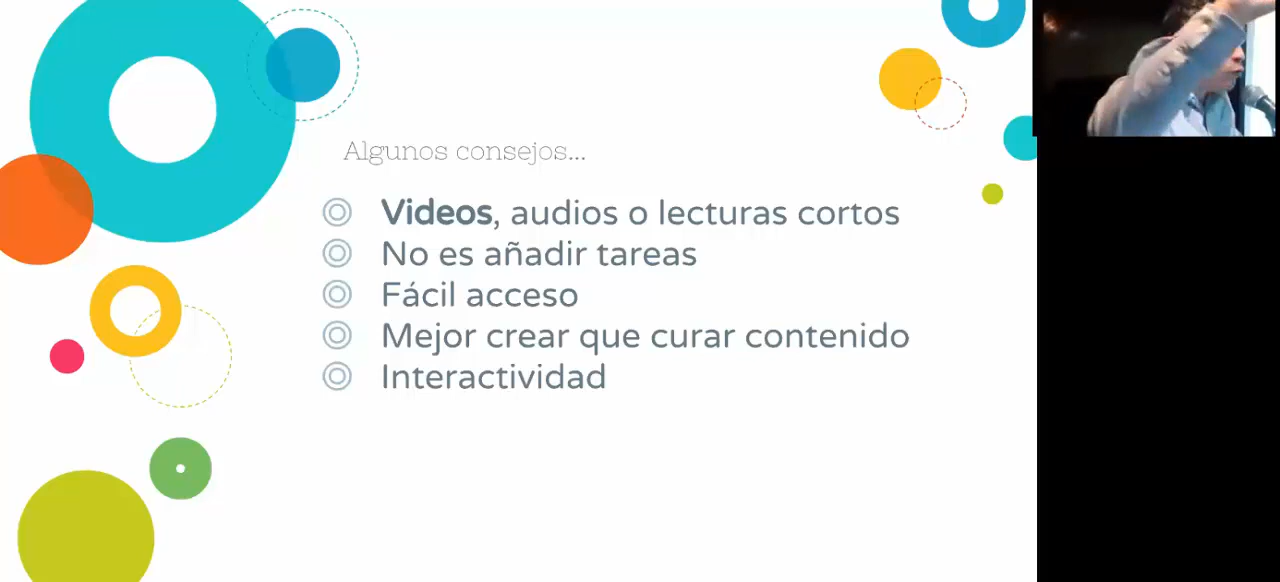 Algunos consejos...
Videos, audios o lecturas cortos
No es añadir tareas
Fácil acceso
Mejor crear que curar contenido
Interactividad